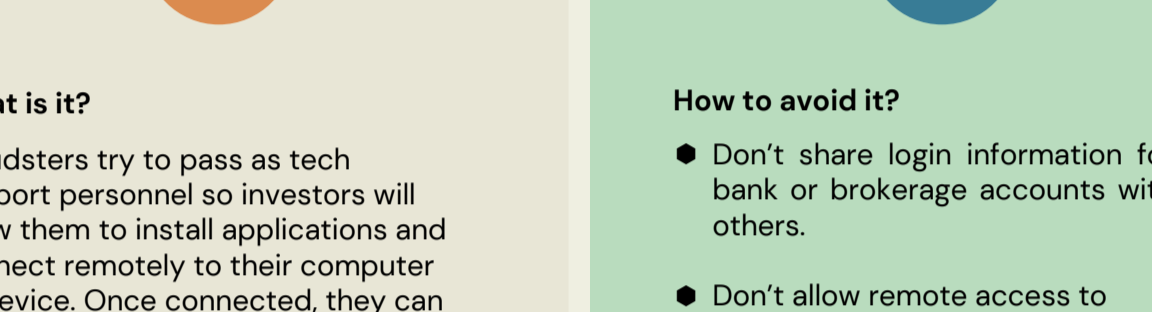 at is it?
udsters try to pass as tech
port personnel so investors will
w them to install applications and
nect remotely to their computer
evice. Once connected, they can
How to avoid it?
Don't share login information fo
bank or brokerage accounts wit
others.
Don't allow remote access to